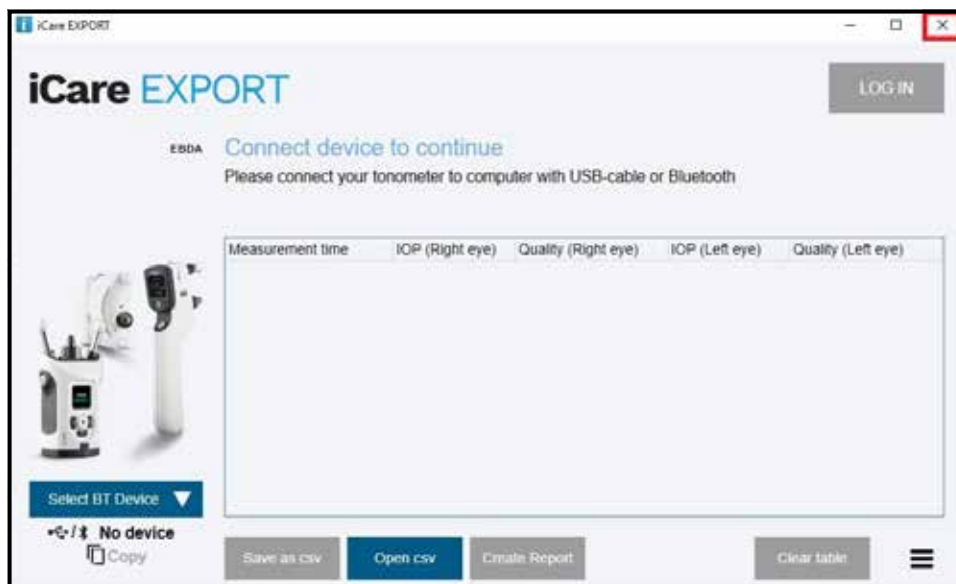 iCare EXPORT
iCare EXPORT
LOG IN
EBDA
Connect device to continue
Please connect your tonometer to computer with USB-cable or Bluetooth
Measurement time IOP (Right eye) Quality (Right eye) IOP (Left eye) Quality (Left eye)
Select BT Device
/ No device
Copy
Save as csv Open csv Create Report Clear table